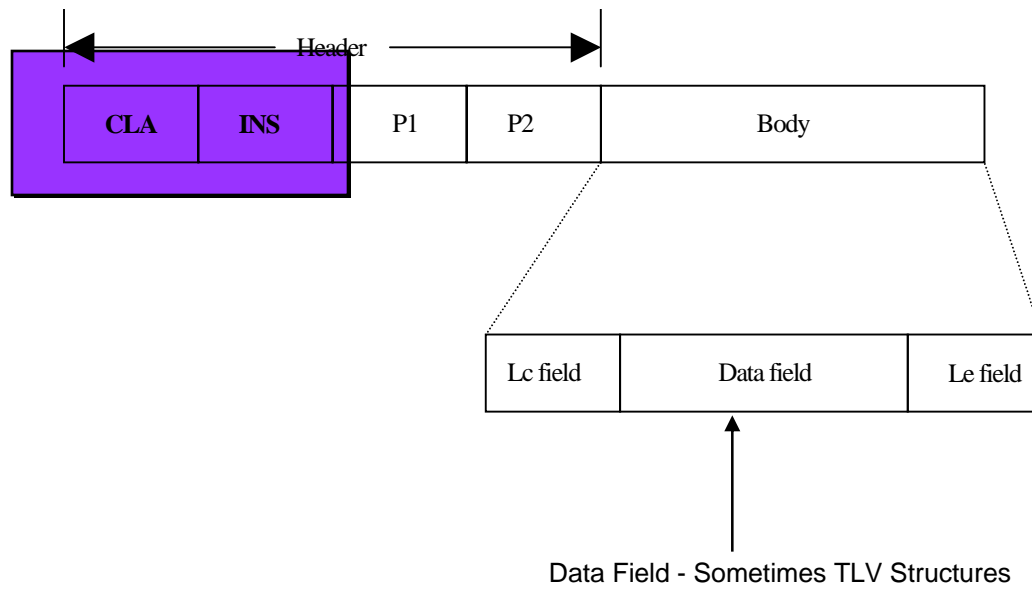 Header
CLA INS P1 P2 Body
Lc field Data field Le field
Data Field - Sometimes TLV Structures